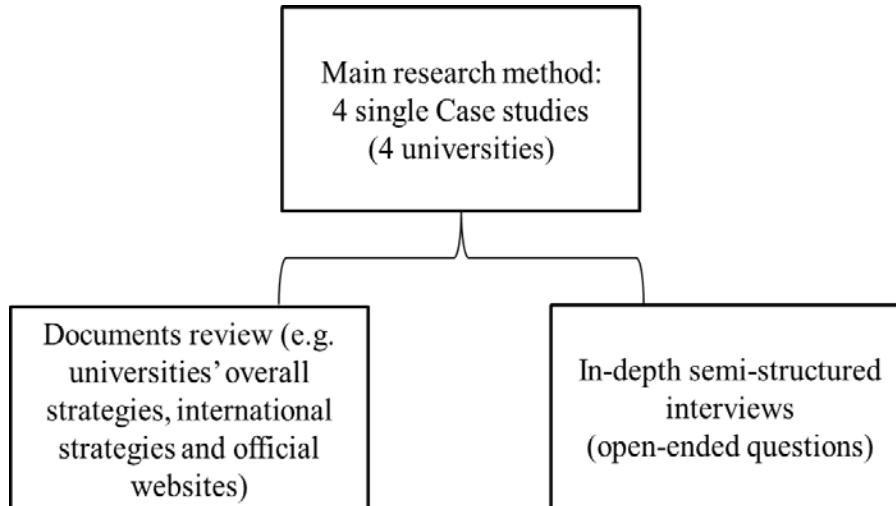 Main research method:
4 single Case studies
(4 universities)
Documents review (e.g.
universities’ overall
strategies, international
strategies and official
websites)
In-depth semi-structured
interviews
(open-ended questions)